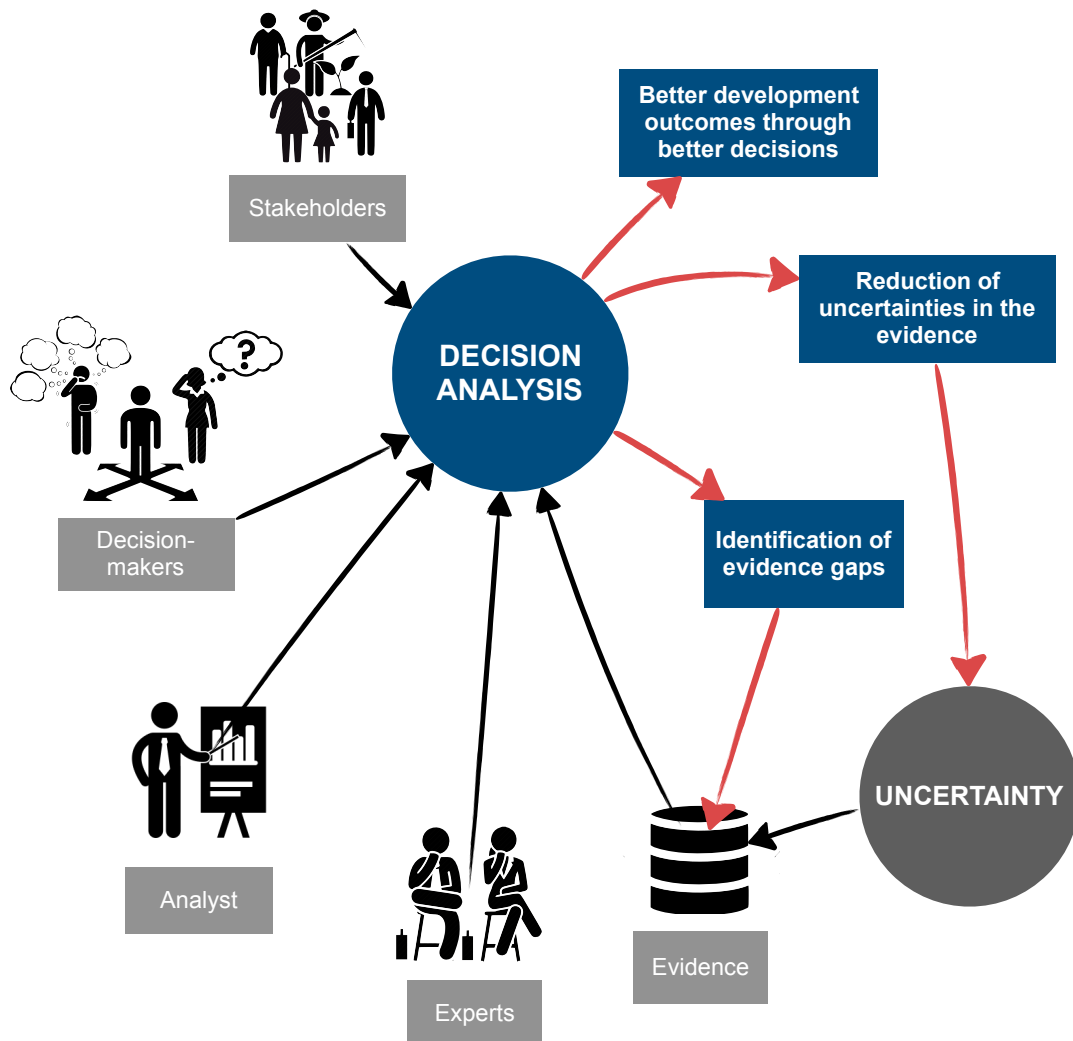 Better development
outcomes through
better decisions
Stakeholders
Reduction of
uncertainties in the
evidence
?
DECISION
ANALYSIS
Decision-
makers
Identification of
evidence gaps
UNCERTAINTY
Analyst
Evidence
Experts